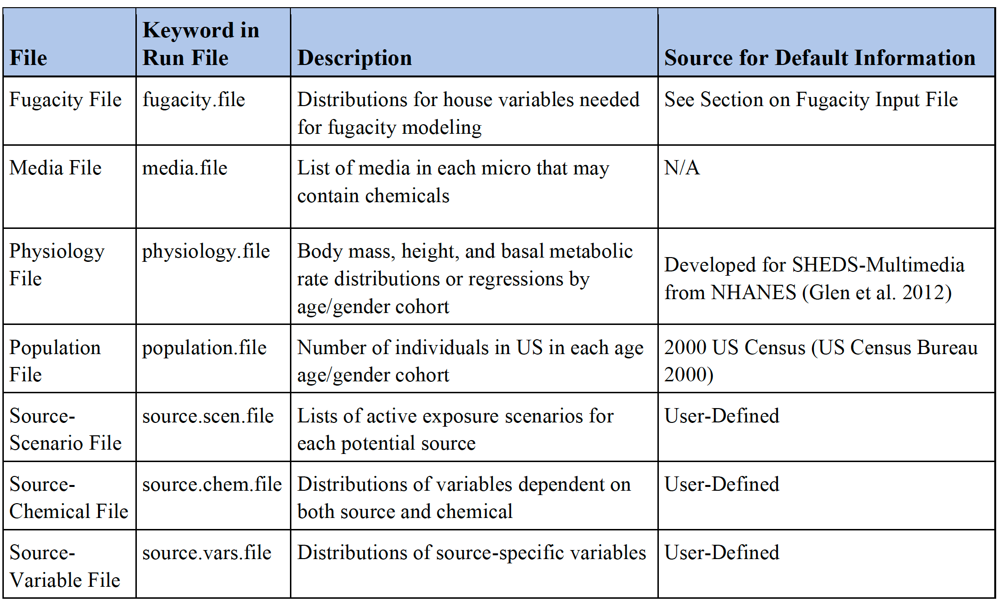 File
Keyword in
Run File
Description
Source for Default Information
Fugacity File
fugacity.file
Distributions for house variables needed
for fugacity modeling
See Section on Fugacity Input File
Media File
media.file
List of media in each micro that may
contain chemicals
N/A
Physiology
File
physiology.file
Body mass, height, and basal metabolic
rate distributions or regressions by
age/gender cohort
Developed for SHEDS-Multimedia
from NHANES (Glen et al. 2012)
Population
File
population.file
Number of individuals in US in each age
age/gender cohort
2000 US Census (US Census Bureau
2000)
Source-
Scenario File
source.scen.file
Lists of active exposure scenarios for
each potential source
User-Defined
Source-
Chemical File
source.chem.file
Distributions of variables dependent on
both source and chemical
User-Defined
Source-
Variable File
source.vars.file
Distributions of source-specific variables
User-Defined